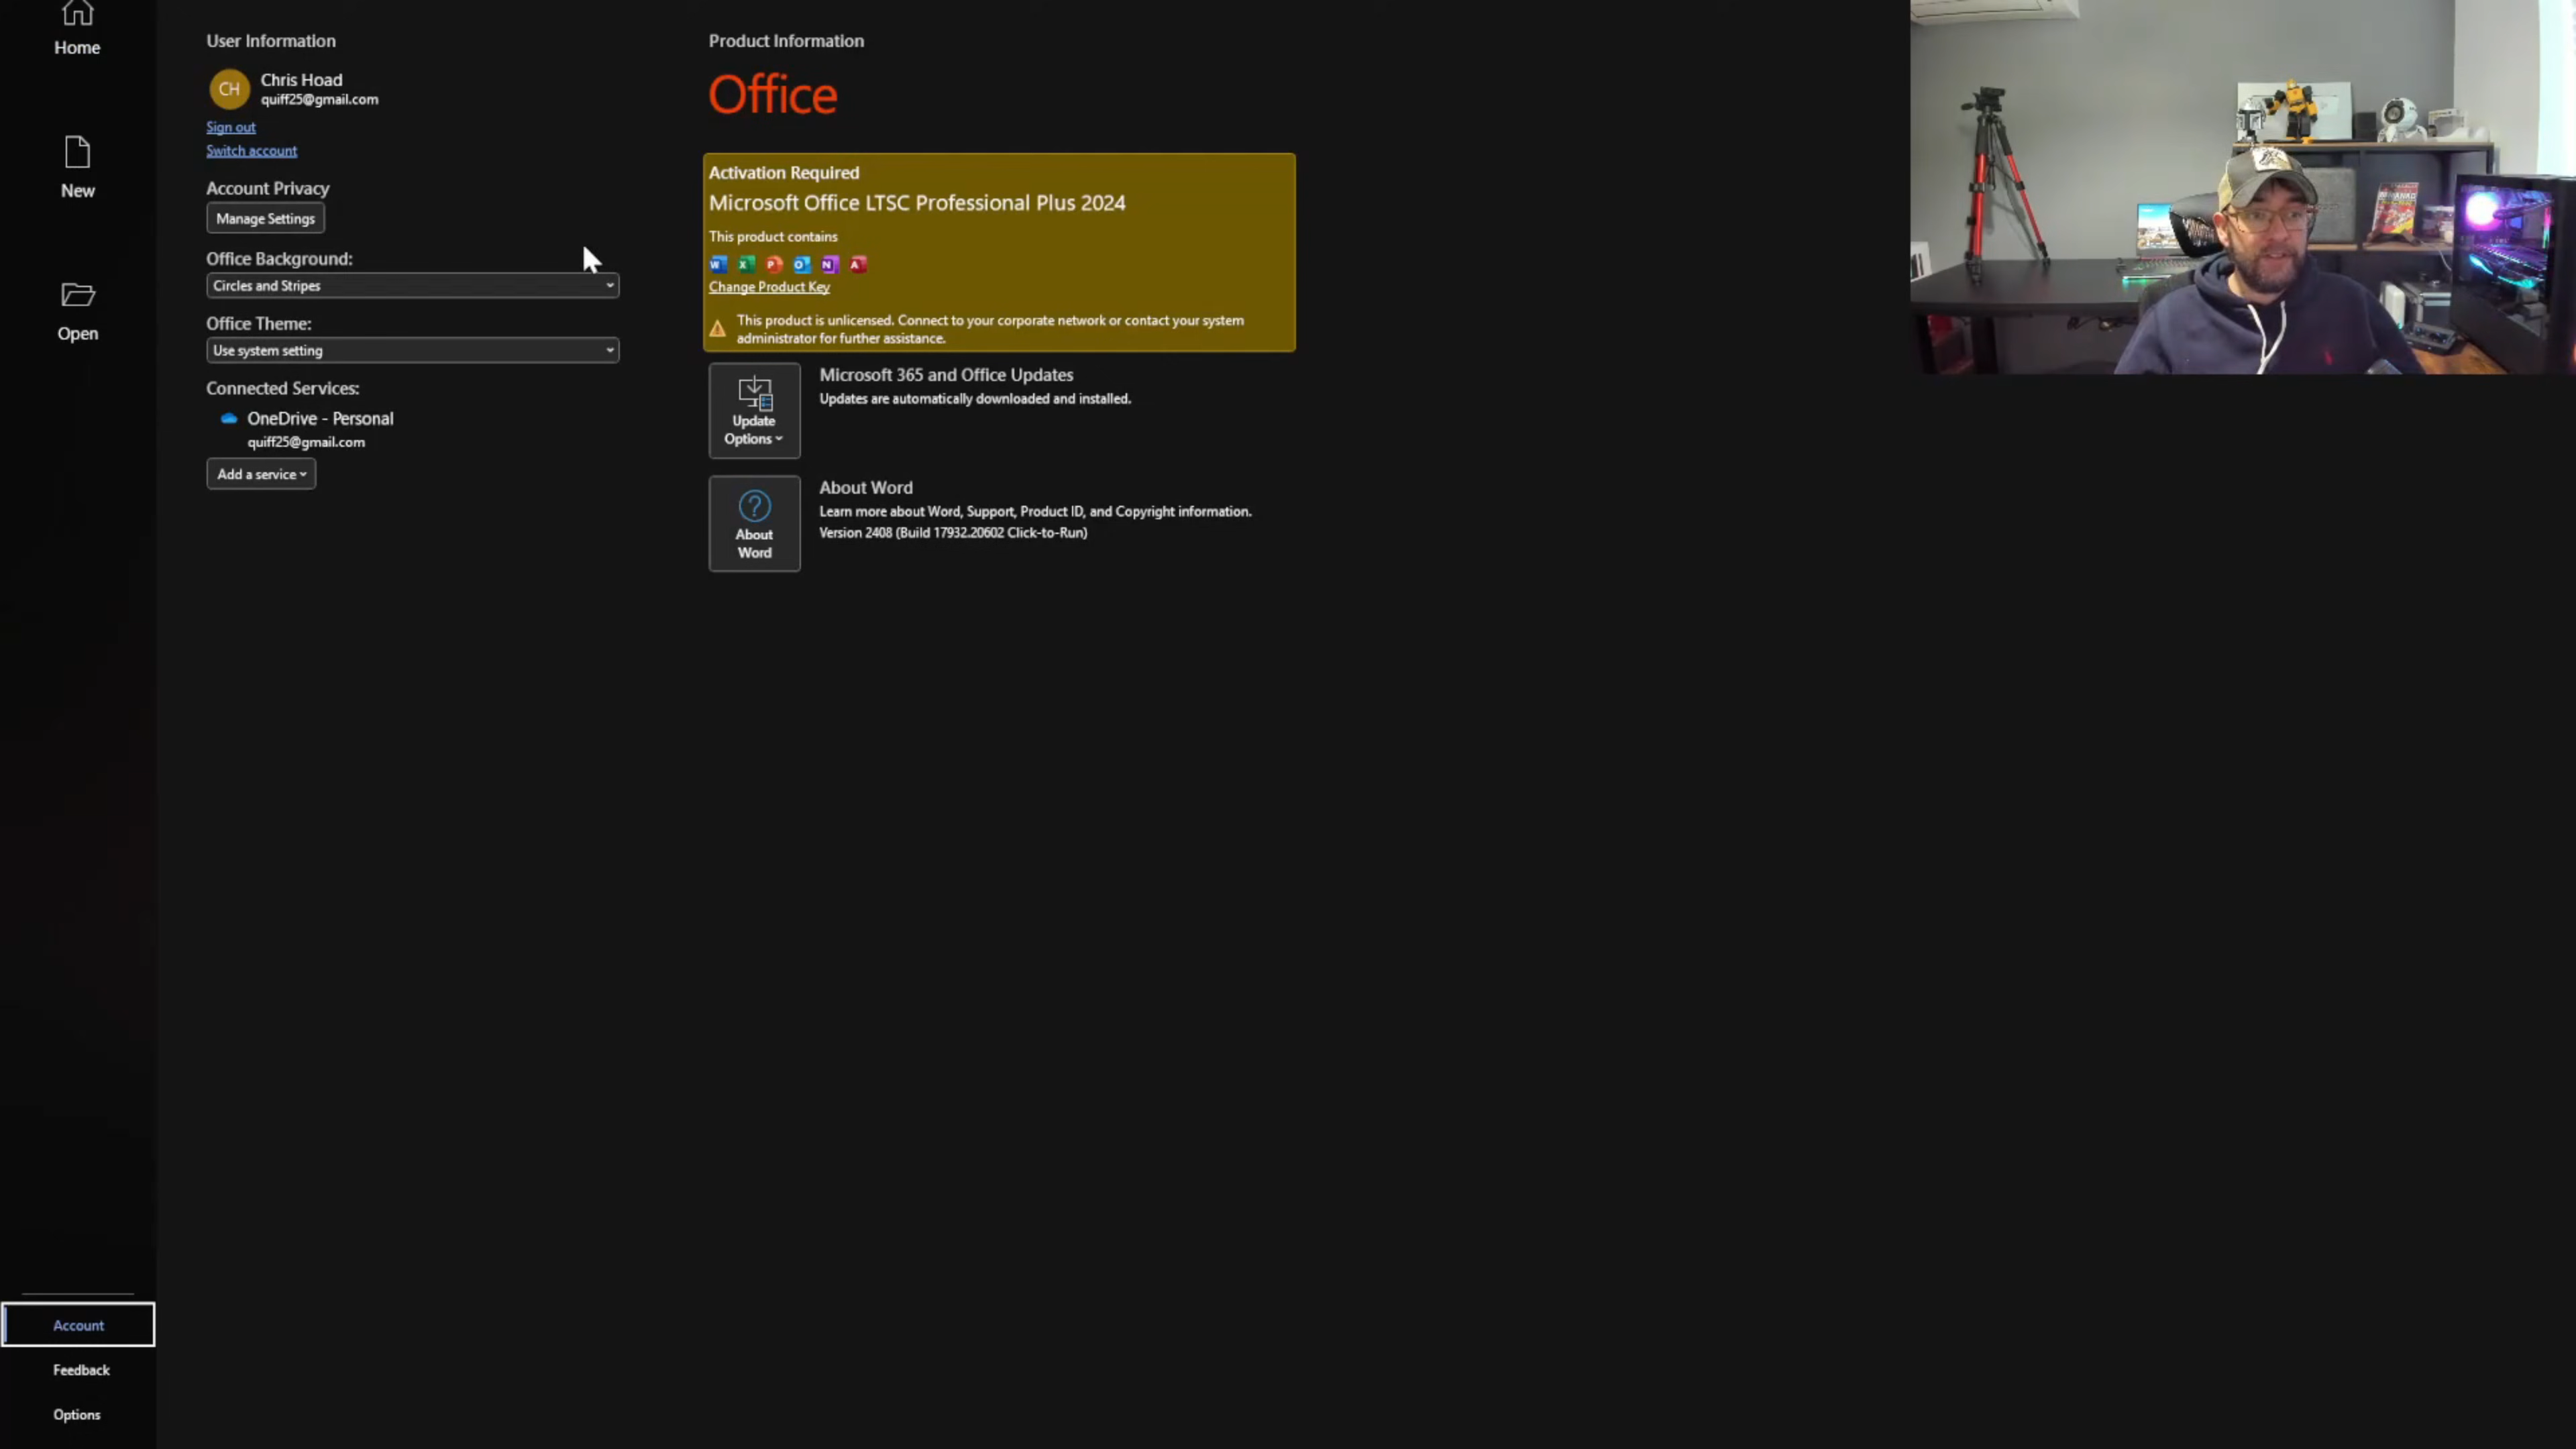 Home
New
Open
Account
Feedback
Options
User Information
CH
Chris Hoad
quiff25@gmail.com
Sign out
Switch account
Account Privacy
Manage Settings
Office Background:
Circles and Stripes
Office Theme:
Use system setting
Connected Services:
OneDrive - Personal
quiff25@gmail.com
Add a service
Product Information
Office
Activation Required
Microsoft Office LTSC Professional Plus 2024
This product contains
W X P O N A
Change Product Key
This product is unlicensed. Connect to your corporate network or contact your system
administrator for further assistance.
Update
Options
Microsoft 365 and Office Updates
Updates are automatically downloaded and installed.
?
About
Word
About Word
Learn more about Word, Support, Product ID, and Copyright information.
Version 2408 (Build 17932.20602 Click-to-Run)